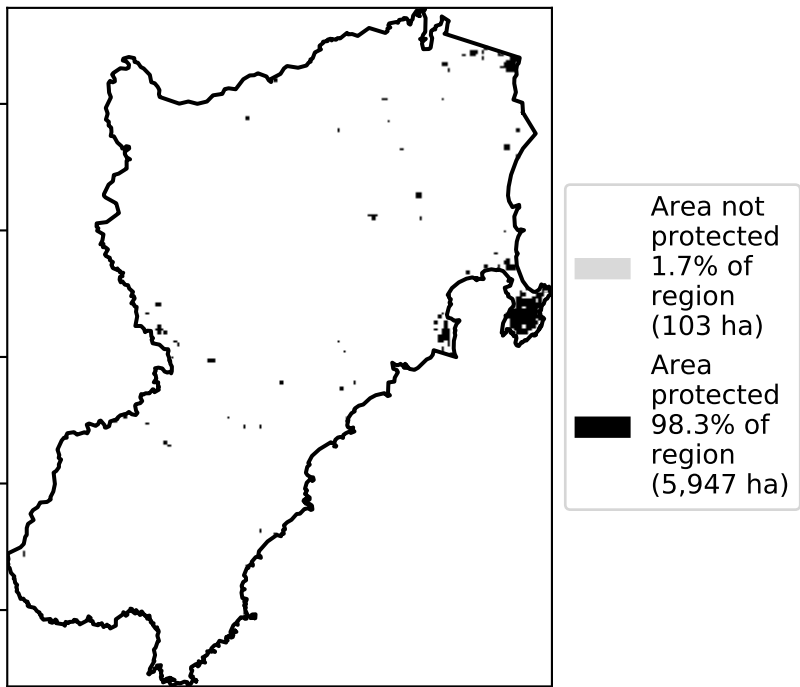 Area not
protected
1.7% of
region
(103 ha)
Area
protected
98.3% of
region
(5,947 ha)